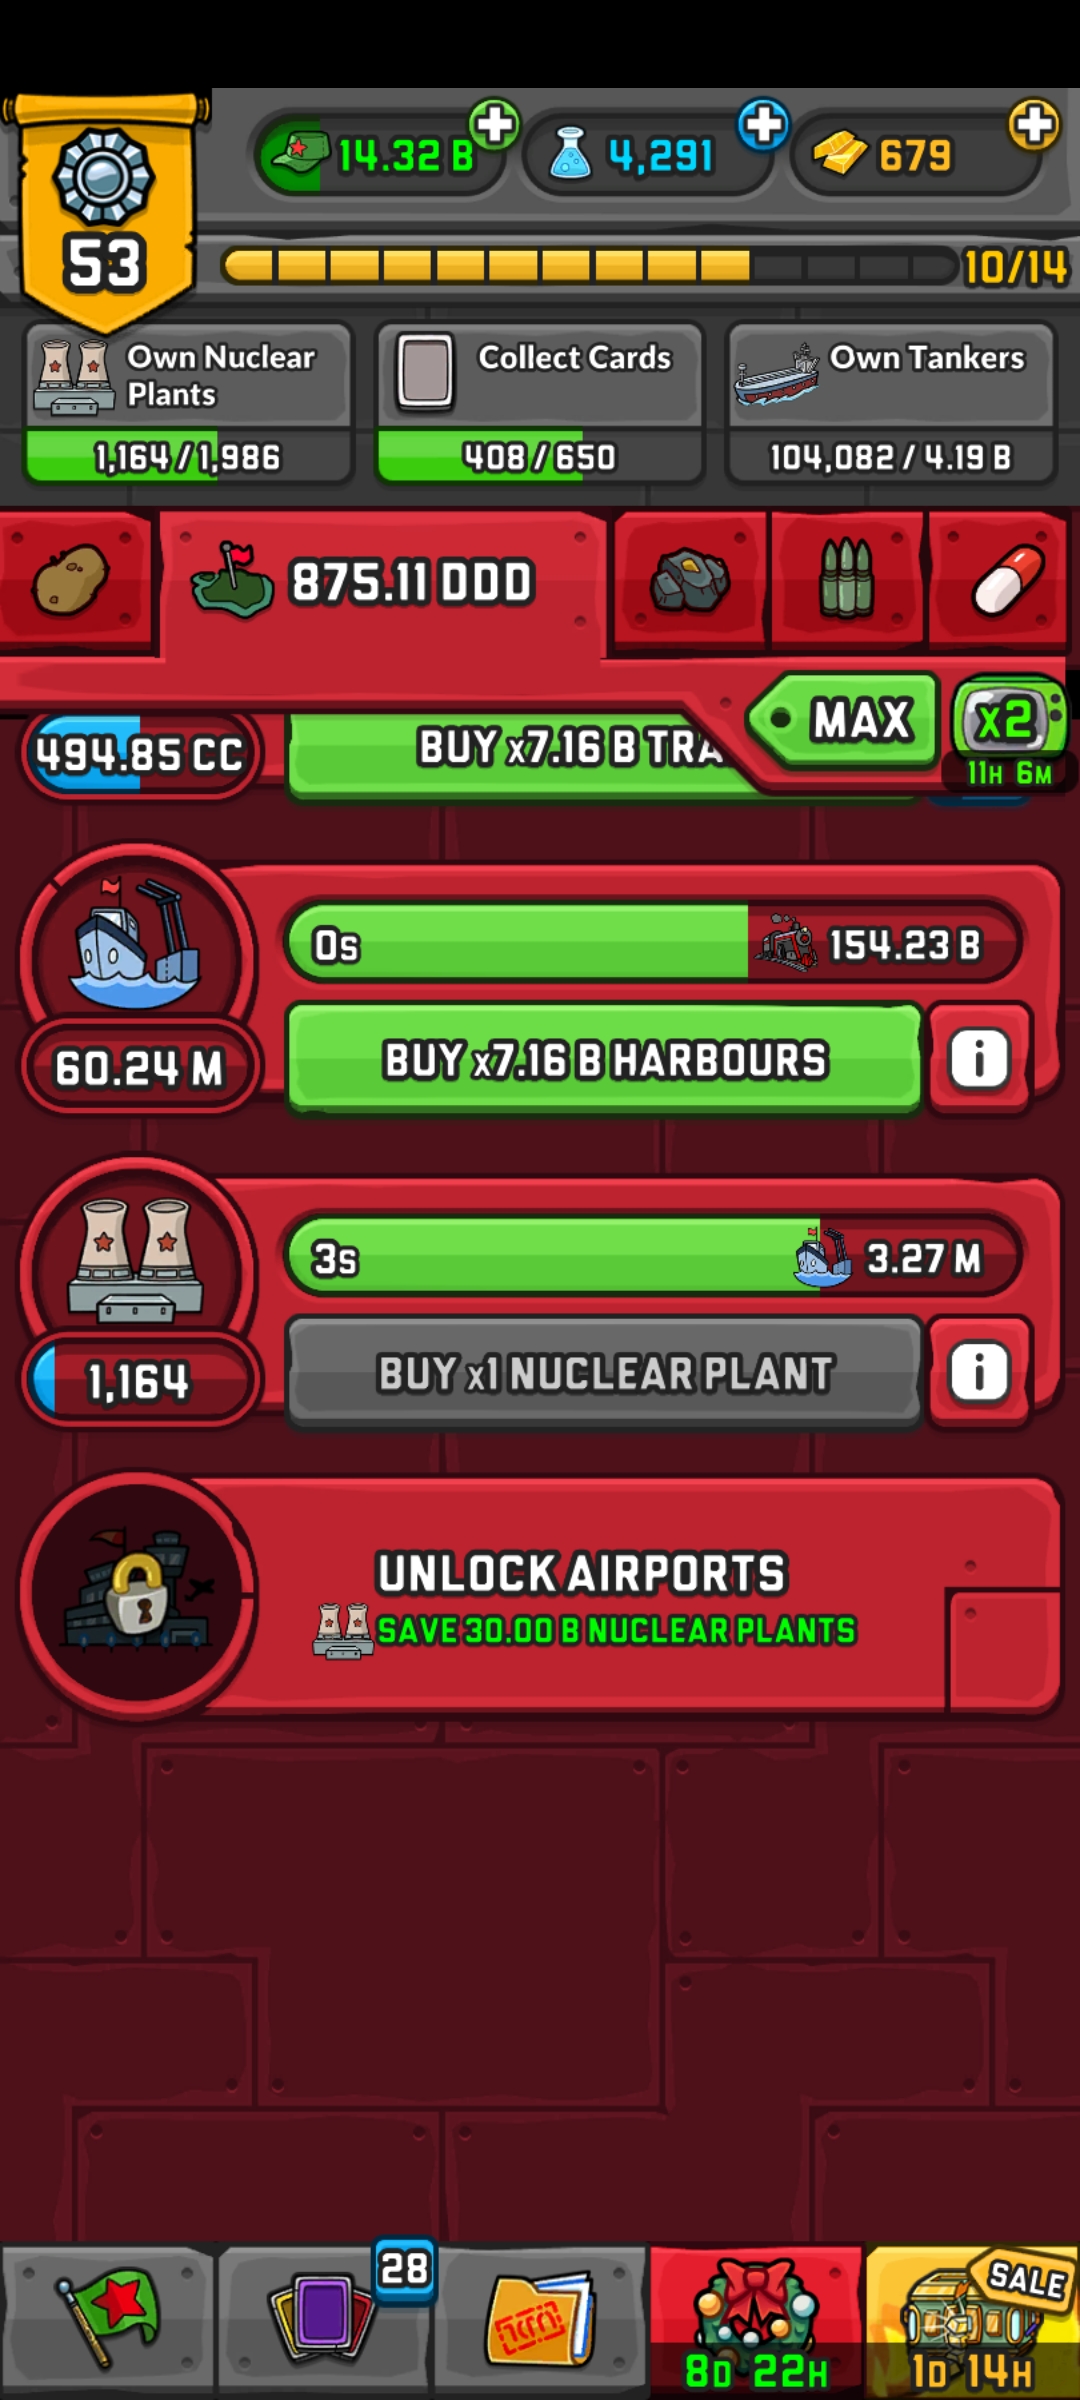 14.32 B
4,291
679
53
10/14
Own Nuclear
Plants
1,164 / 1,986
Collect Cards
408 / 650
Own Tankers
104,082 / 4.19 B
875.11 DDD
MAX
x2
11H 6M
494.85 CC
BUY x7.16 B TRA
0s
154.23 B
60.24 M
BUY x7.16 B HARBOURS
i
3s
3.27 M
1,164
BUY x1 NUCLEAR PLANT
i
UNLOCK AIRPORTS
SAVE 30.00 B NUCLEAR PLANTS
28
SALE
8D 22H
1D 14H